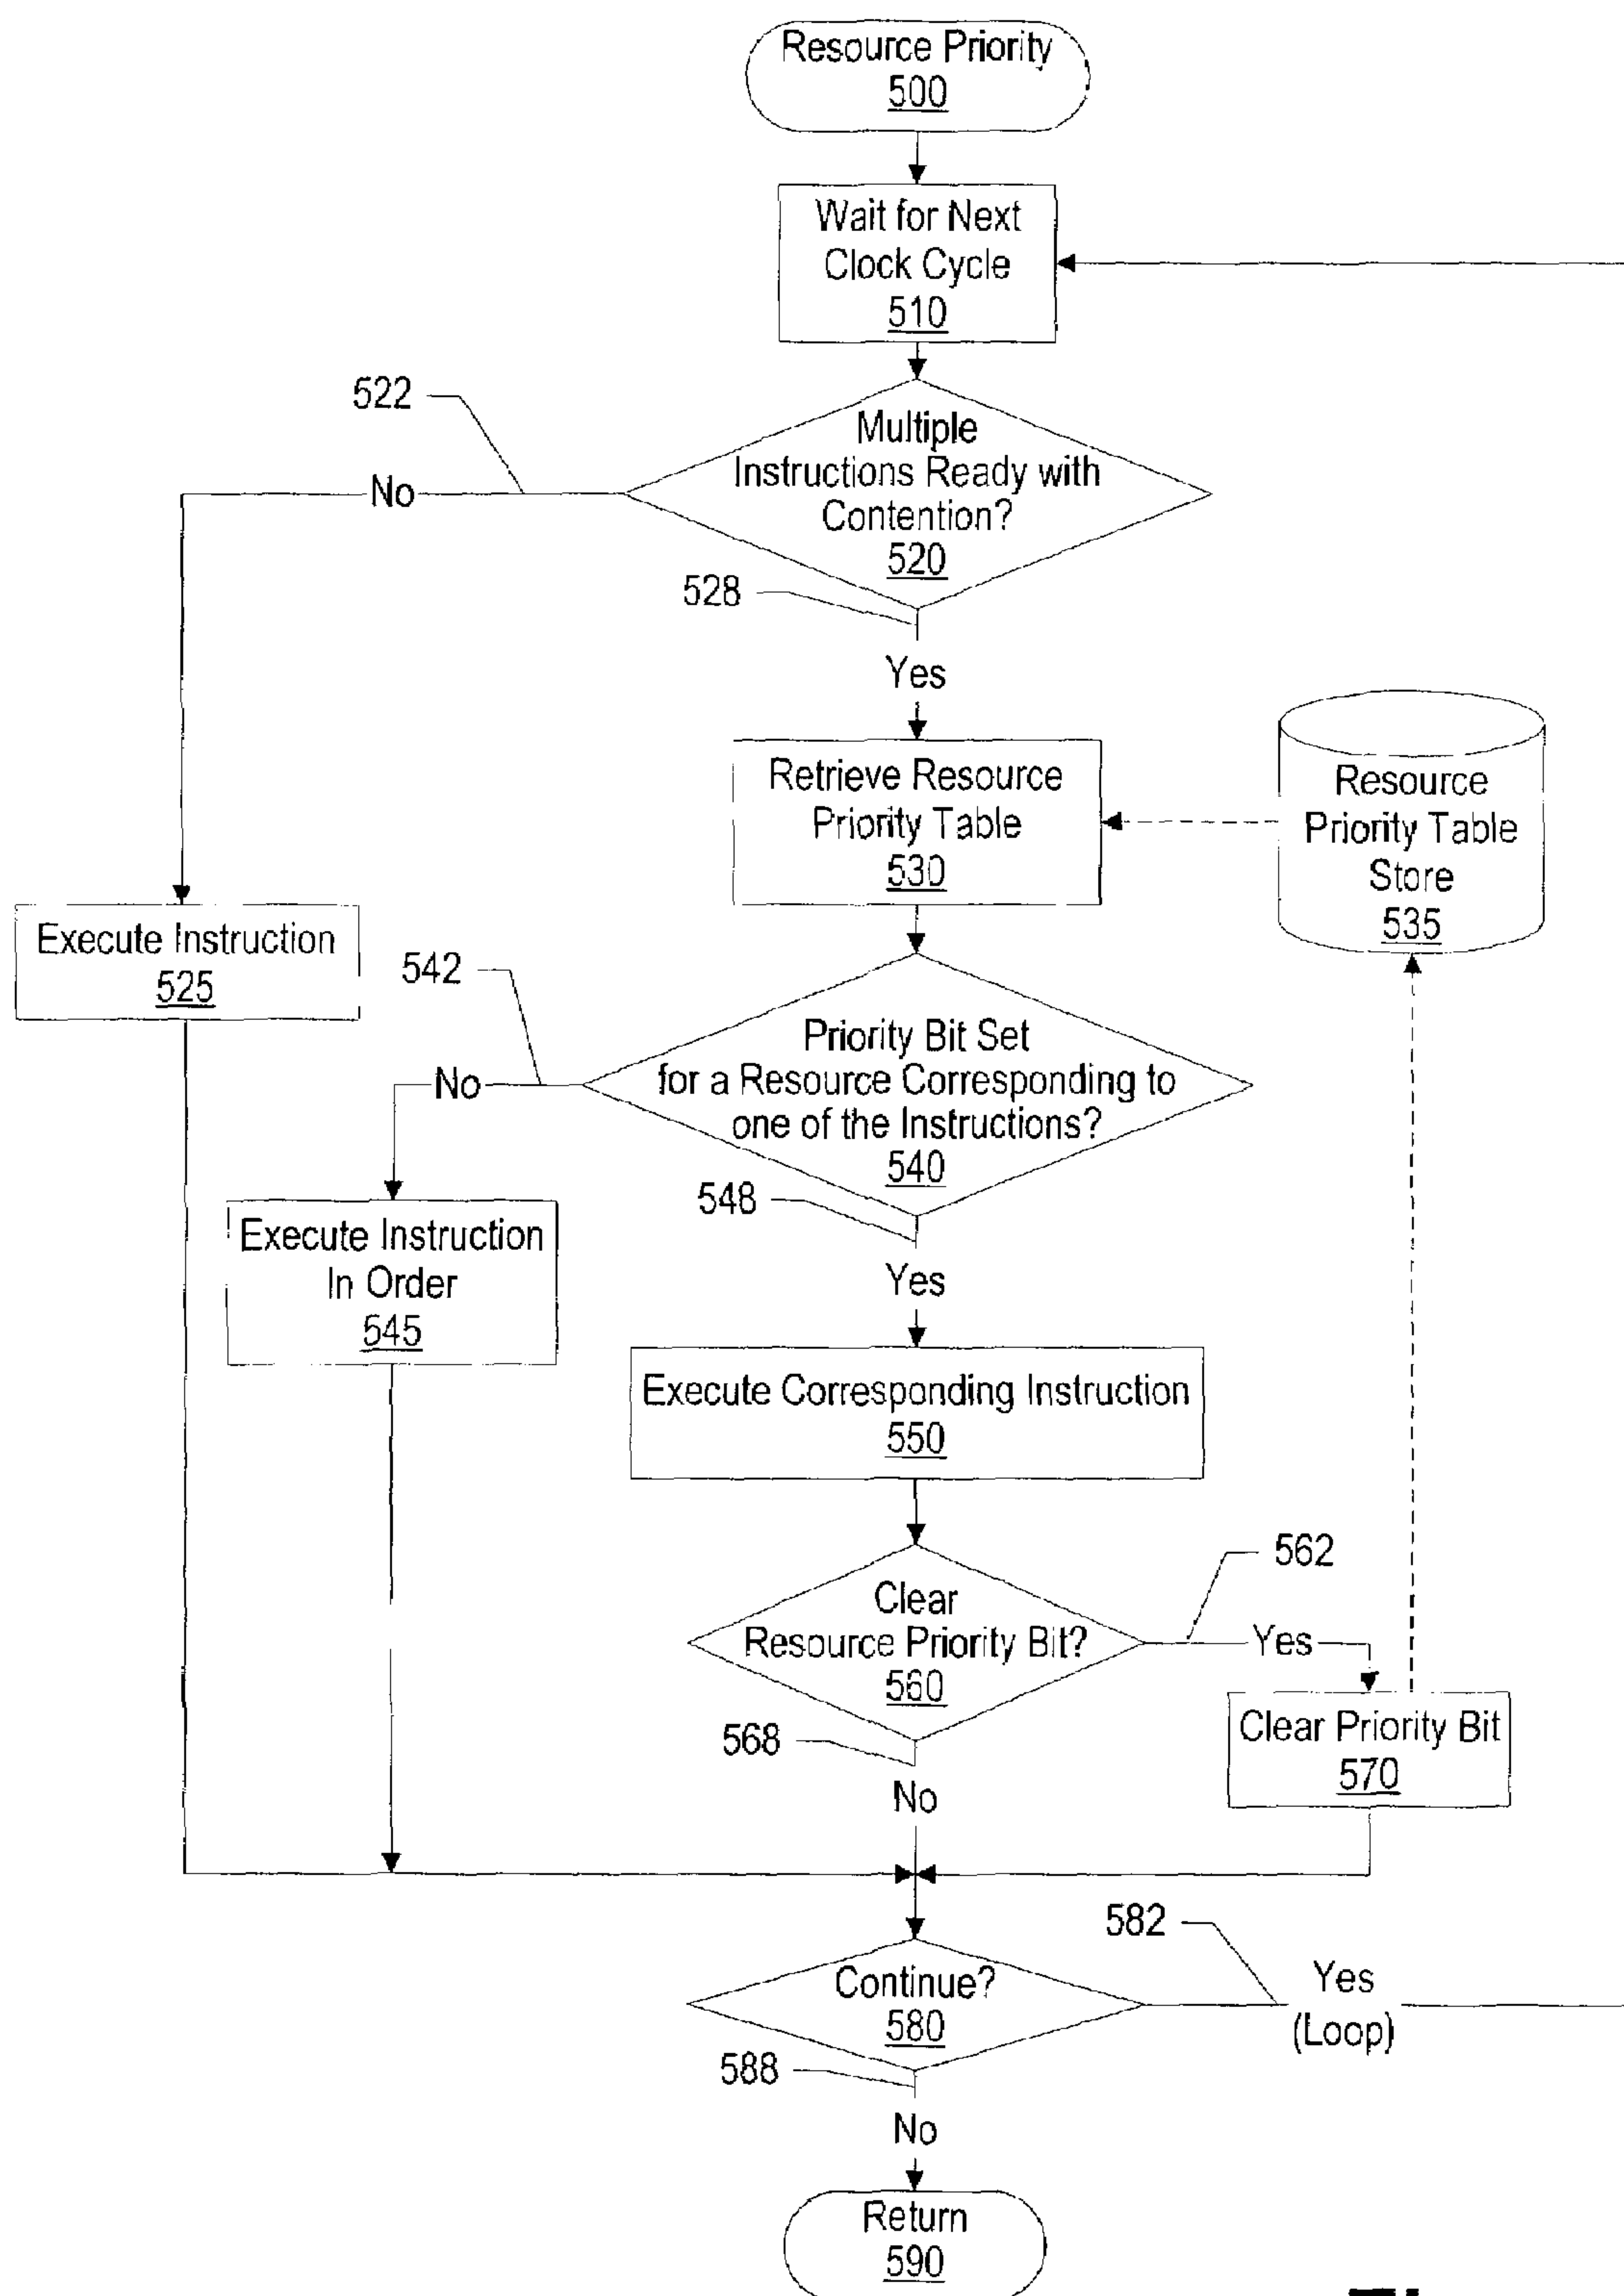 Resource Priority
500
Wait for Next
Clock Cycle
510
522
Multiple
Instructions Ready with
Contention?
520
No
528
Yes
Retrieve Resource
Priority Table
530
Resource
Priority Table
Store
535
Execute Instruction
525
542
Priority Bit Set
for a Resource Corresponding to
one of the Instructions?
540
No
548
Yes
Execute Instruction
In Order
545
Execute Corresponding Instruction
550
562
Clear
Resource Priority Bit?
560
Yes
568
No
Clear Priority Bit
570
582
Continue?
580
Yes
(Loop)
588
No
Return
590